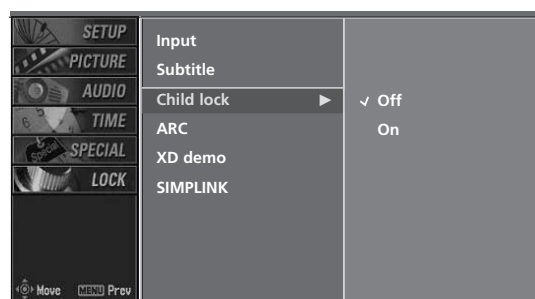 SETUP
PICTURE
AUDIO
TIME
SPECIAL
LOCK
Move MENU Prev
Input
Subtitle
Child lock ►
ARC
XD demo
SIMPLINK
✓ Off
On